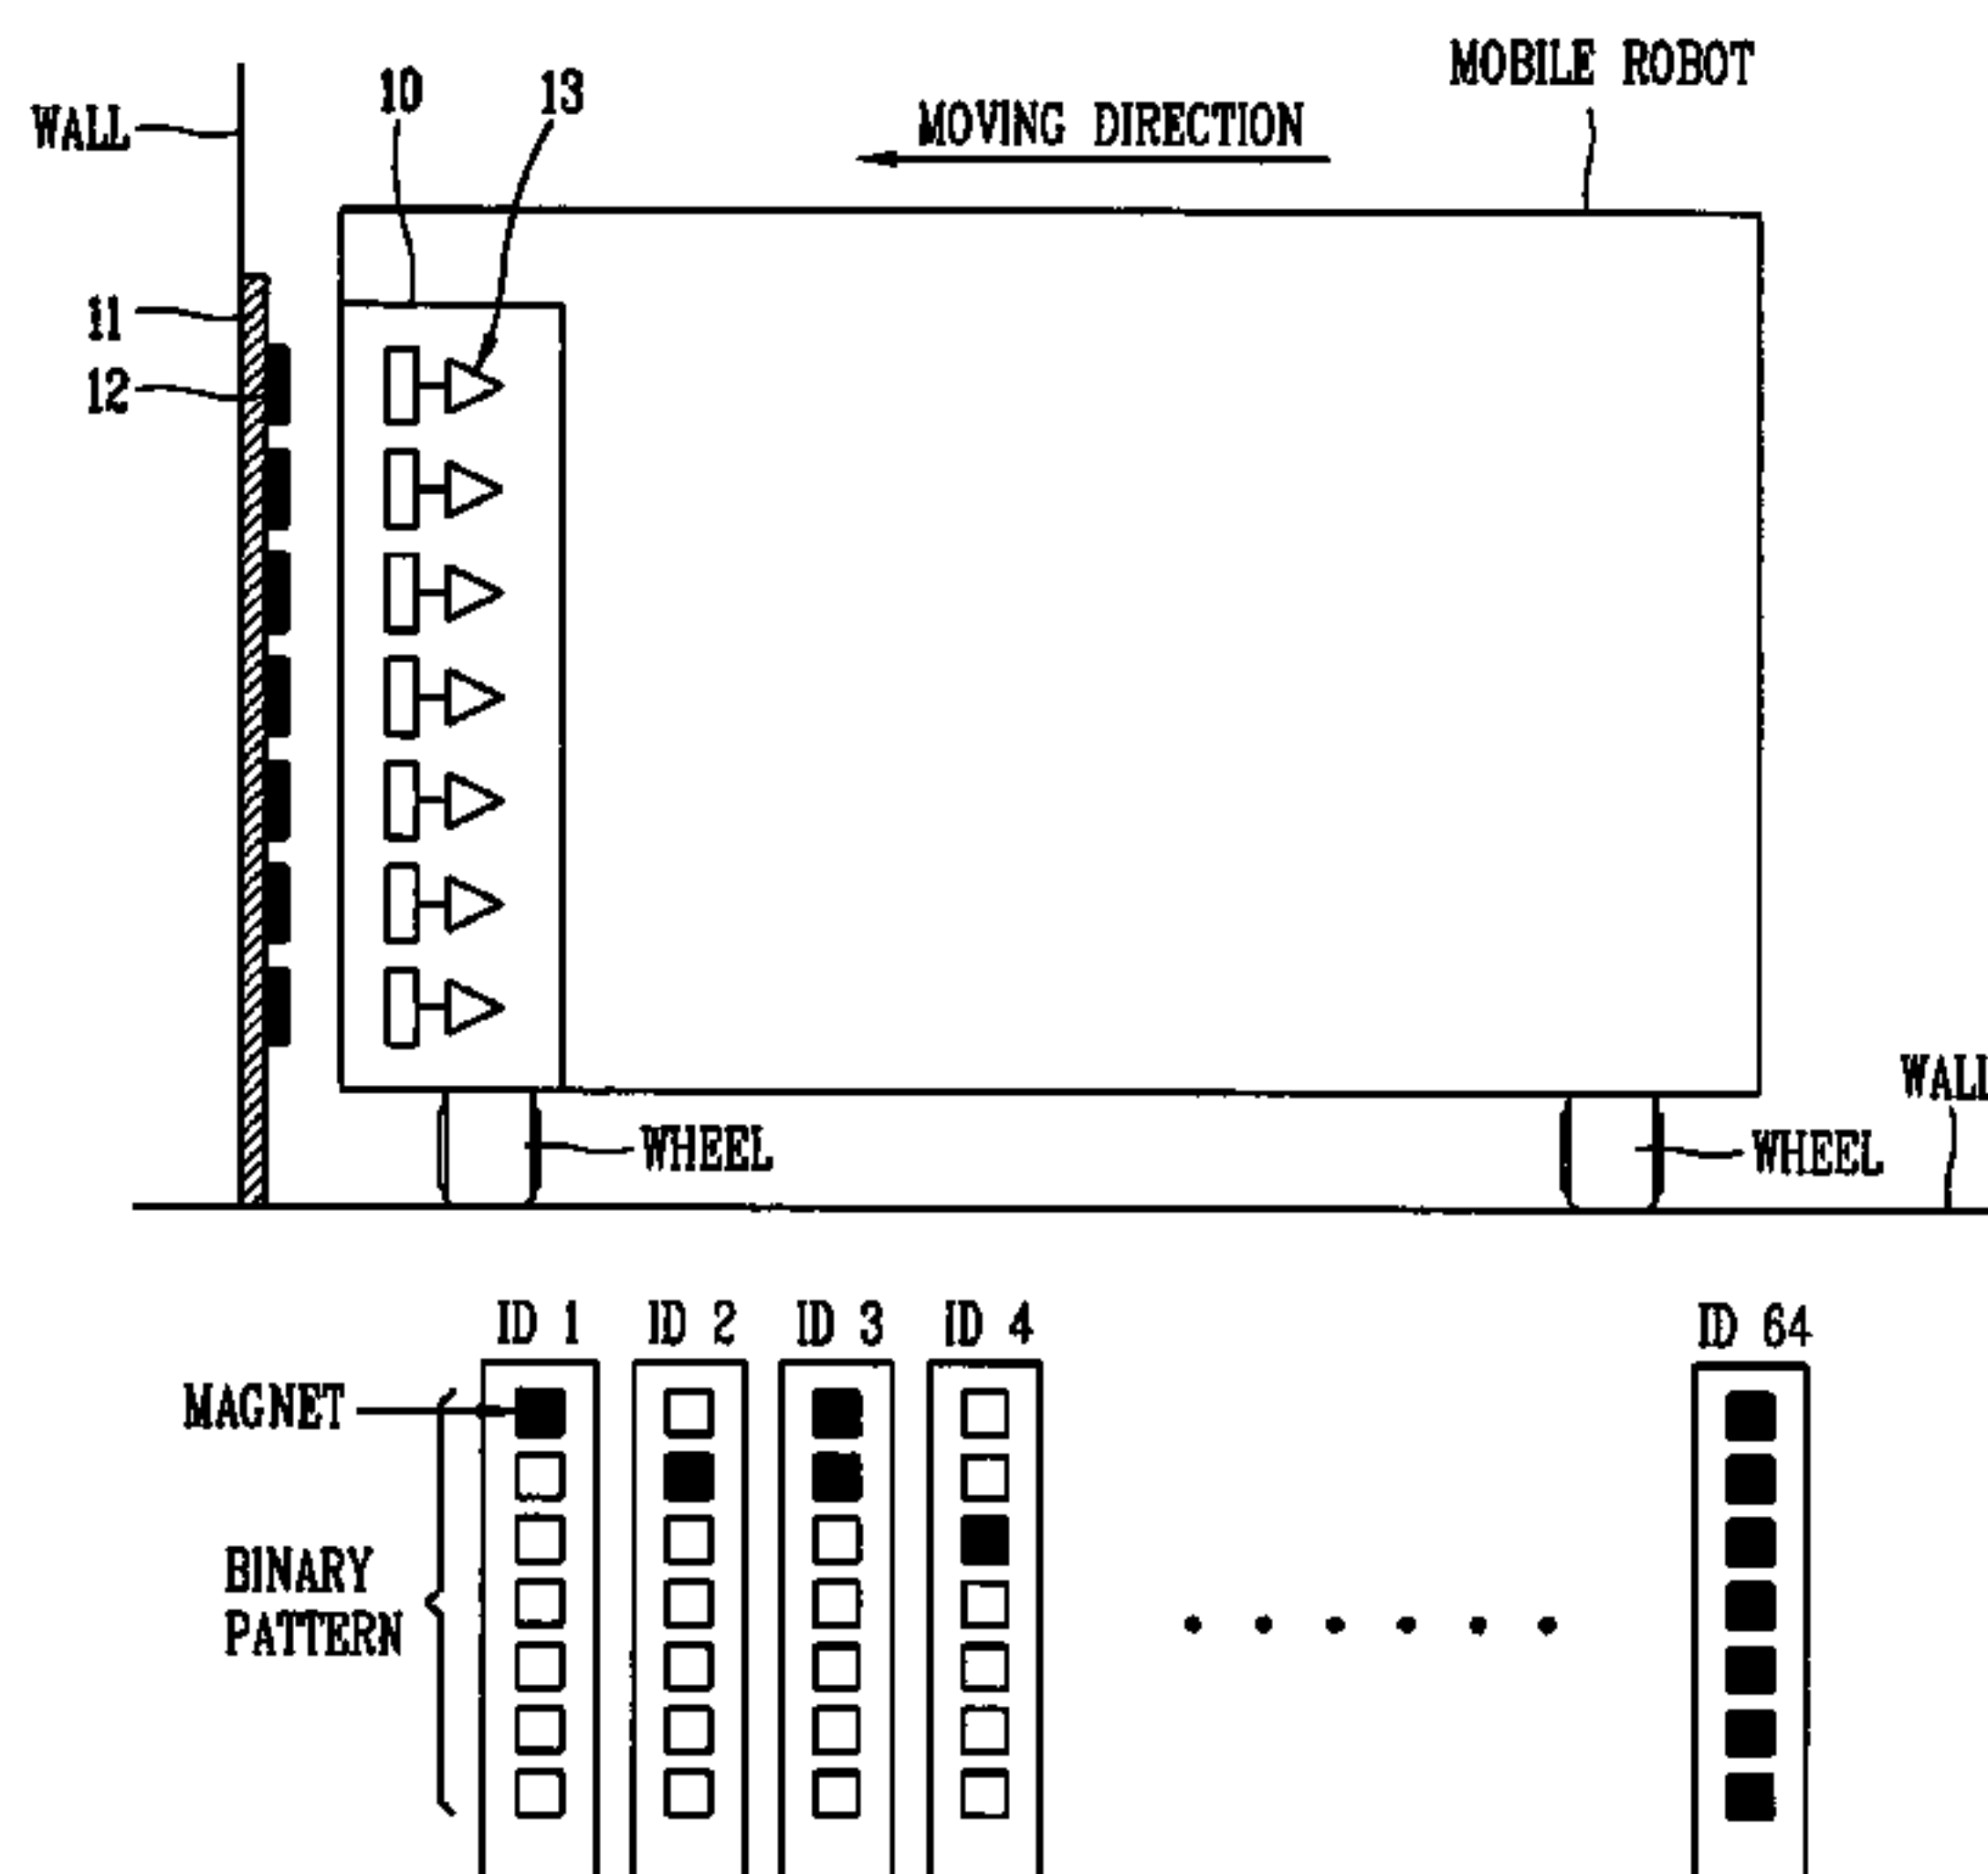 MOBILE ROBOT
10
13
MOVING DIRECTION
WALL
11
12
WALL
WHEEL
WHEEL
ID 1
ID 2
ID 3
ID 4
ID 64
MAGNET
BINARY
PATTERN